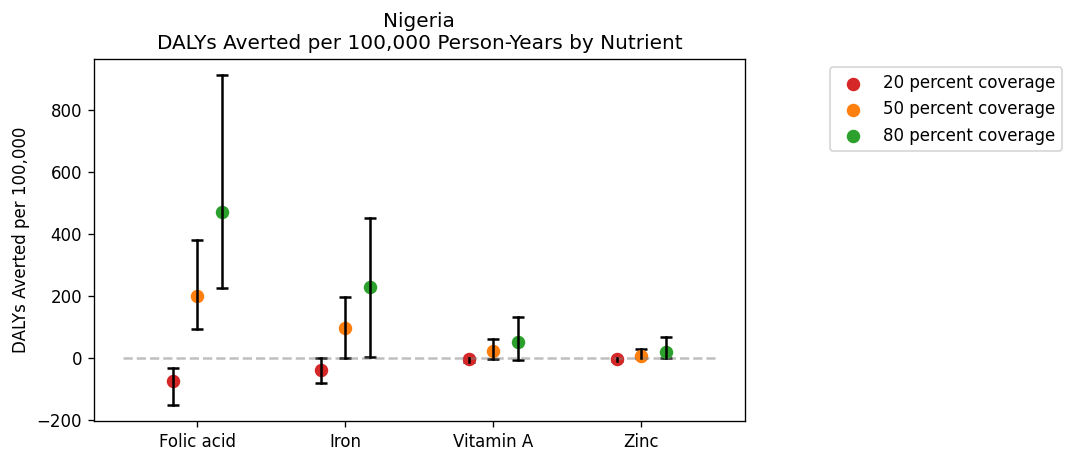 Nigeria
DALYs Averted per 100,000 Person-Years by Nutrient
DALYs Averted per 100,000
800
600
400
200
0
−200
Folic acid
Iron
Vitamin A
Zinc
20 percent coverage
50 percent coverage
80 percent coverage